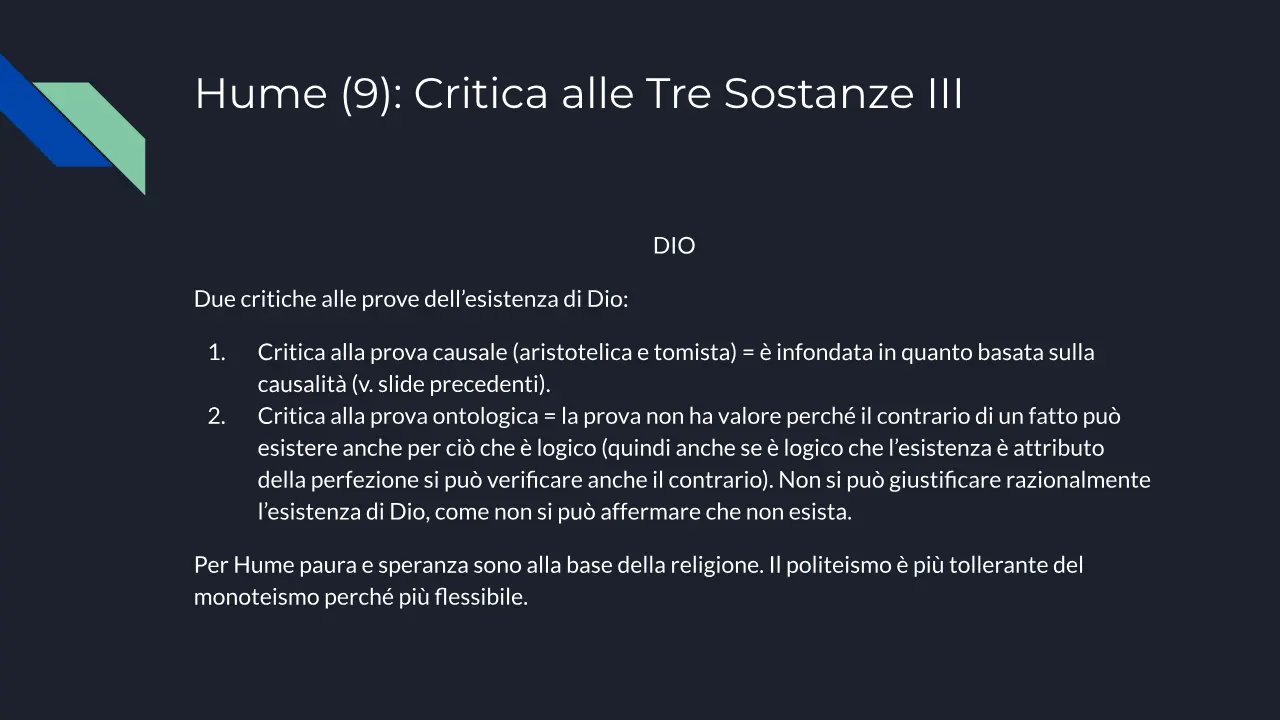 Hume (9): Critica alle Tre Sostanze III
DIO
Due critiche alle prove dell’esistenza di Dio:
1. Critica alla prova causale (aristotelica e tomista) = è infondata in quanto basata sulla
causalità (v. slide precedenti).
2. Critica alla prova ontologica = la prova non ha valore perché il contrario di un fatto può
esistere anche per ciò che è logico (quindi anche se è logico che l’esistenza è attributo
della perfezione si può verificare anche il contrario). Non si può giustificare razionalmente
l’esistenza di Dio, come non si può affermare che non esista.
Per Hume paura e speranza sono alla base della religione. Il politeismo è più tollerante del
monoteismo perché più flessibile.